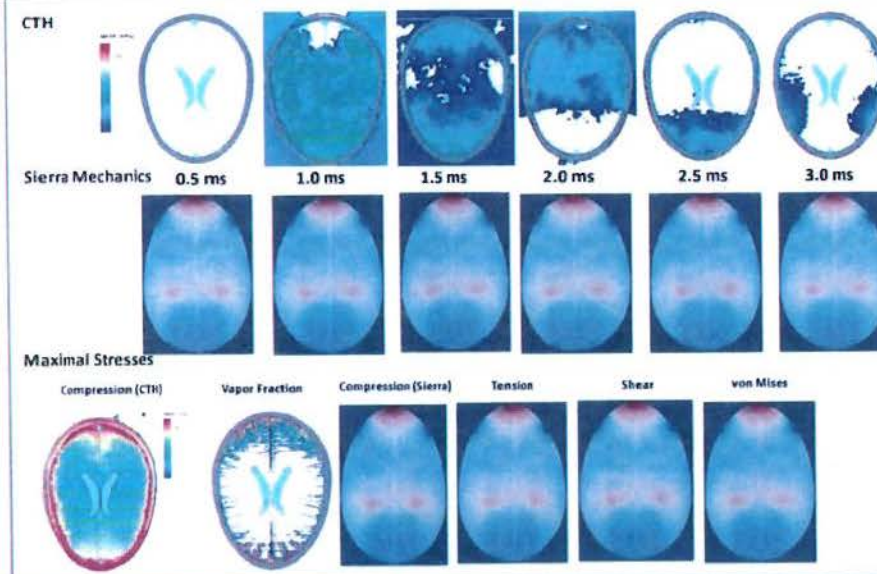 CTH
Sierra Mechanics 0.5 ms 1.0 ms 1.5 ms 2.0 ms 2.5 ms 3.0 ms
Maximal Stresses
Compression (CTH) Vapor Fraction Compression (Sierra) Tension Shear von Mises